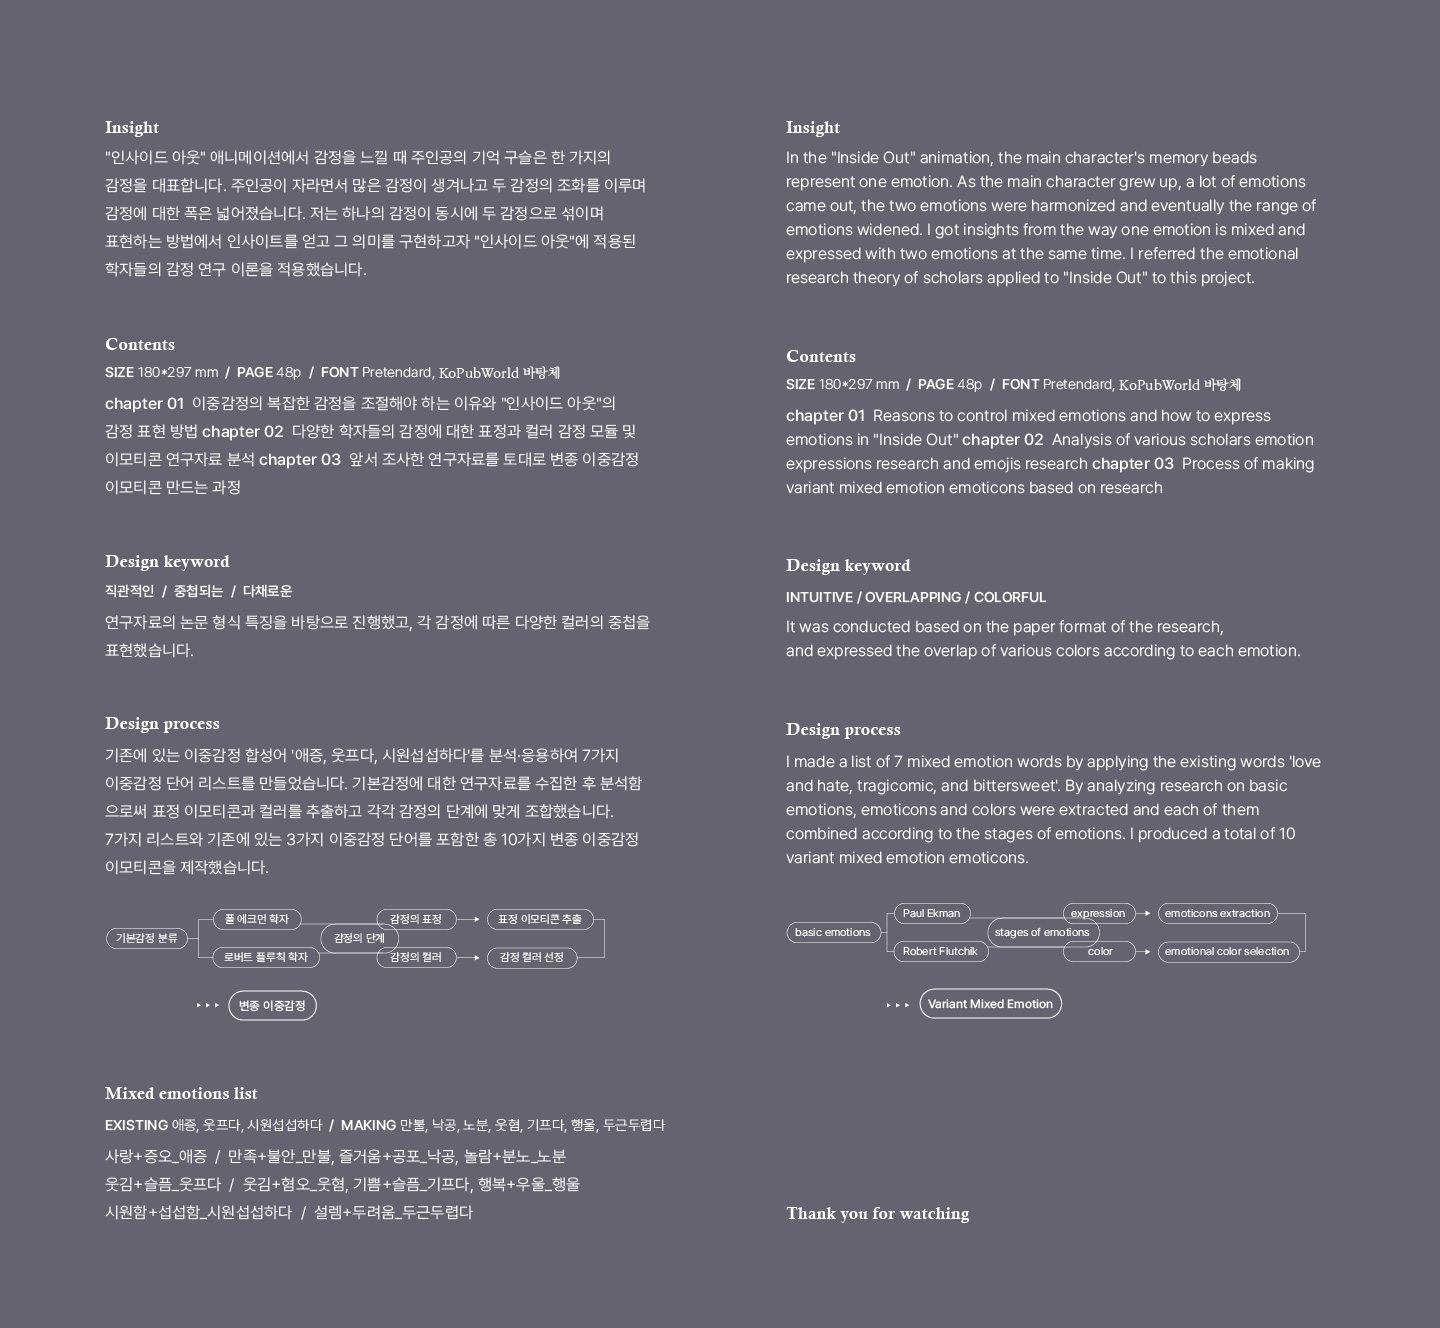 Insight
"인사이드 아웃" 애니메이션에서 감정을 느낄 때 주인공의 기억 구슬은 한 가지의
감정을 대표합니다. 주인공이 자라면서 많은 감정이 생겨나고 두 감정의 조화를 이루며
감정에 대한 폭은 넓어졌습니다. 저는 하나의 감정이 동시에 두 감정으로 섞이며
표현하는 방법에서 인사이트를 얻고 그 의미를 구현하고자 "인사이드 아웃"에 적용된
학자들의 감정 연구 이론을 적용했습니다.
Contents
SIZE 180*297 mm / PAGE 48p / FONT Pretendard, KoPubWorld 바탕체
chapter 01 이중감정의 복잡한 감정을 조절해야 하는 이유와 "인사이드 아웃"의
감정 표현 방법 chapter 02 다양한 학자들의 감정에 대한 표정과 컬러 감정 모듈 및
이모티콘 연구자료 분석 chapter 03 앞서 조사한 연구자료를 토대로 변종 이중감정
이모티콘 만드는 과정
Design keyword
직관적인 / 중첩되는 / 다채로운
연구자료의 논문 형식 특징을 바탕으로 진행했고, 각 감정에 따른 다양한 컬러의 중첩을
표현했습니다.
Design process
기존에 있는 이중감정 합성어 '애증, 웃프다, 시원섭섭하다'를 분석·응용하여 7가지
이중감정 단어 리스트를 만들었습니다. 기본감정에 대한 연구자료를 수집한 후 분석함
으로써 표정 이모티콘과 컬러를 추출하고 각각 감정의 단계에 맞게 조합했습니다.
7가지 리스트와 기존에 있는 3가지 이중감정 단어를 포함한 총 10가지 변종 이중감정
이모티콘을 제작했습니다.
폴 에크먼 학자 감정의 표정 표정 이모티콘 추출
기본감정 분류 감정의 단계
로버트 플루칙 학자 감정의 컬러 감정 컬러 선정
변종 이중감정
Mixed emotions list
EXISTING 애증, 웃프다, 시원섭섭하다 / MAKING 만불, 낙공, 노분, 웃혐, 기프다, 행울, 두근두렵다
사랑+증오_애증 / 만족+불안_만불, 즐거움+공포_낙공, 놀람+분노_노분
웃김+슬픔_웃프다 / 웃김+혐오_웃혐, 기쁨+슬픔_기프다, 행복+우울_행울
시원함+섭섭함_시원섭섭하다 / 설렘+두려움_두근두렵다
Insight
In the "Inside Out" animation, the main character's memory beads
represent one emotion. As the main character grew up, a lot of emotions
came out, the two emotions were harmonized and eventually the range of
emotions widened. I got insights from the way one emotion is mixed and
expressed with two emotions at the same time. I referred the emotional
research theory of scholars applied to "Inside Out" to this project.
Contents
SIZE 180*297 mm / PAGE 48p / FONT Pretendard, KoPubWorld 바탕체
chapter 01 Reasons to control mixed emotions and how to express
emotions in "Inside Out" chapter 02 Analysis of various scholars emotion
expressions research and emojis research chapter 03 Process of making
variant mixed emotion emoticons based on research
Design keyword
INTUITIVE / OVERLAPPING / COLORFUL
It was conducted based on the paper format of the research,
and expressed the overlap of various colors according to each emotion.
Design process
I made a list of 7 mixed emotion words by applying the existing words 'love
and hate, tragicomic, and bittersweet'. By analyzing research on basic
emotions, emoticons and colors were extracted and each of them
combined according to the stages of emotions. I produced a total of 10
variant mixed emotion emoticons.
Paul Ekman expression emoticons extraction
basic emotions stages of emotions
Robert Flutchik color emotional color selection
Variant Mixed Emotion
Thank you for watching